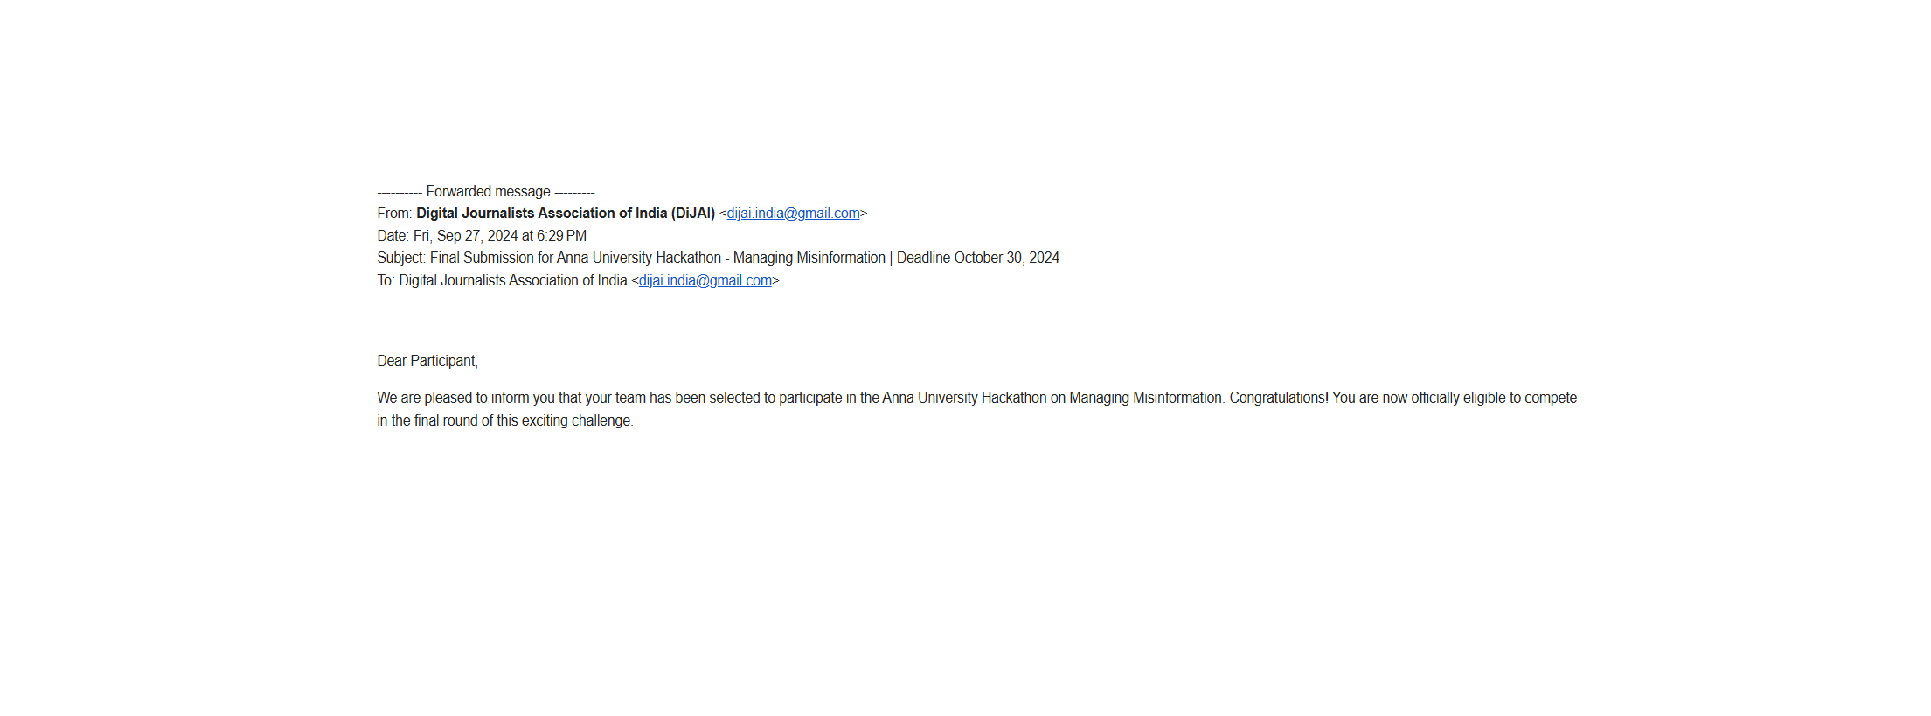 ---------- Forwarded message ---------
From: Digital Journalists Association of India (DiJAI) <dijai.india@gmail.com>
Date: Fri, Sep 27, 2024 at 6:29 PM
Subject: Final Submission for Anna University Hackathon - Managing Misinformation | Deadline October 30, 2024
To: Digital Journalists Association of India <dijai.india@gmail.com>
Dear Participant,
We are pleased to inform you that your team has been selected to participate in the Anna University Hackathon on Managing Misinformation. Congratulations! You are now officially eligible to compete
in the final round of this exciting challenge.